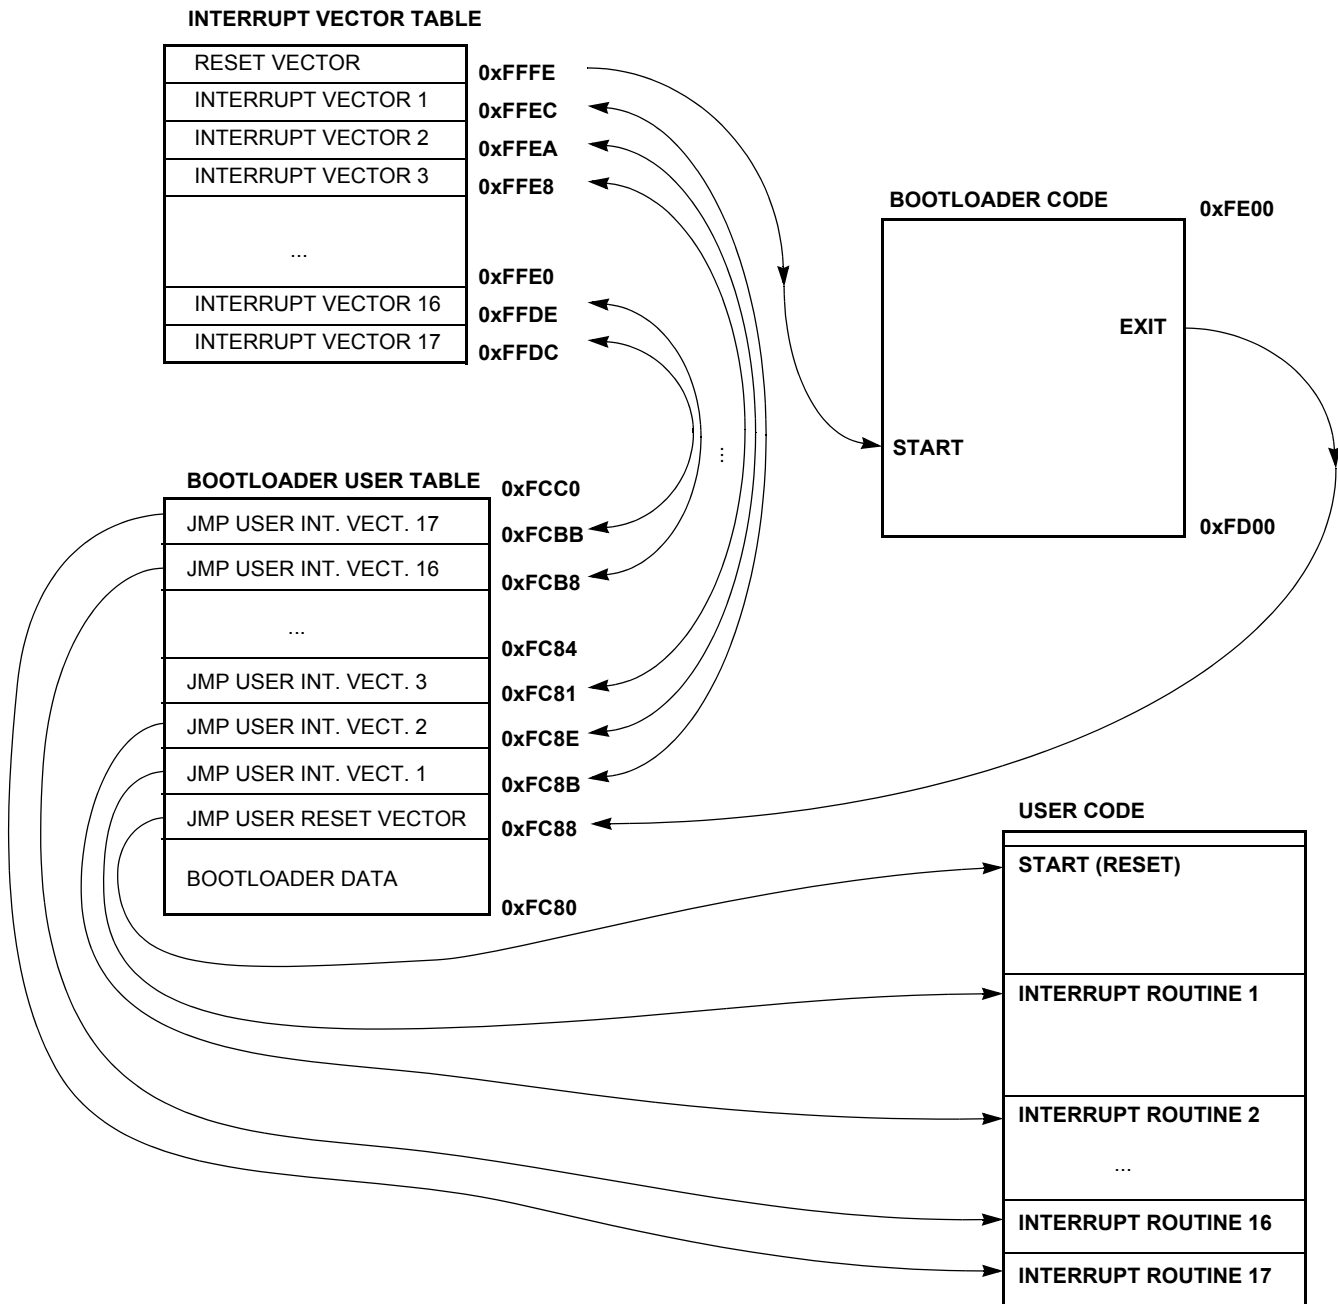 INTERRUPT VECTOR TABLE
RESET VECTOR
0xFFFE
INTERRUPT VECTOR 1
0xFFEC
INTERRUPT VECTOR 2
0xFFEA
INTERRUPT VECTOR 3
0xFFE8
...
0xFFE0
INTERRUPT VECTOR 16
0xFFDE
INTERRUPT VECTOR 17
0xFFDC
...
BOOTLOADER CODE
0xFE00
EXIT
START
0xFD00
BOOTLOADER USER TABLE
0xFCC0
JMP USER INT. VECT. 17
0xFCBB
JMP USER INT. VECT. 16
0xFCB8
...
0xFC84
JMP USER INT. VECT. 3
0xFC81
JMP USER INT. VECT. 2
0xFC8E
JMP USER INT. VECT. 1
0xFC8B
JMP USER RESET VECTOR
0xFC88
BOOTLOADER DATA
0xFC80
USER CODE
START (RESET)
INTERRUPT ROUTINE 1
INTERRUPT ROUTINE 2
...
INTERRUPT ROUTINE 16
INTERRUPT ROUTINE 17